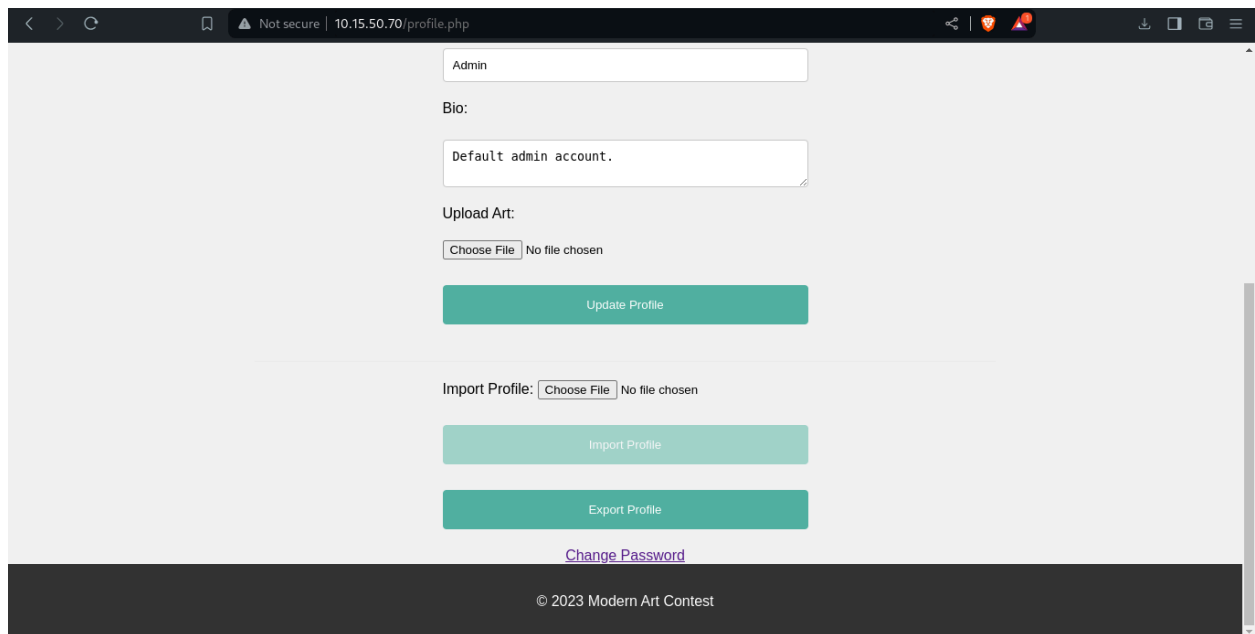 Not secure 10.15.50.70/profile.php
1
Admin
Bio:
Default admin account.
Upload Art:
Choose File No file chosen
Update Profile
Import Profile: Choose File No file chosen
Import Profile
Export Profile
Change Password
© 2023 Modern Art Contest